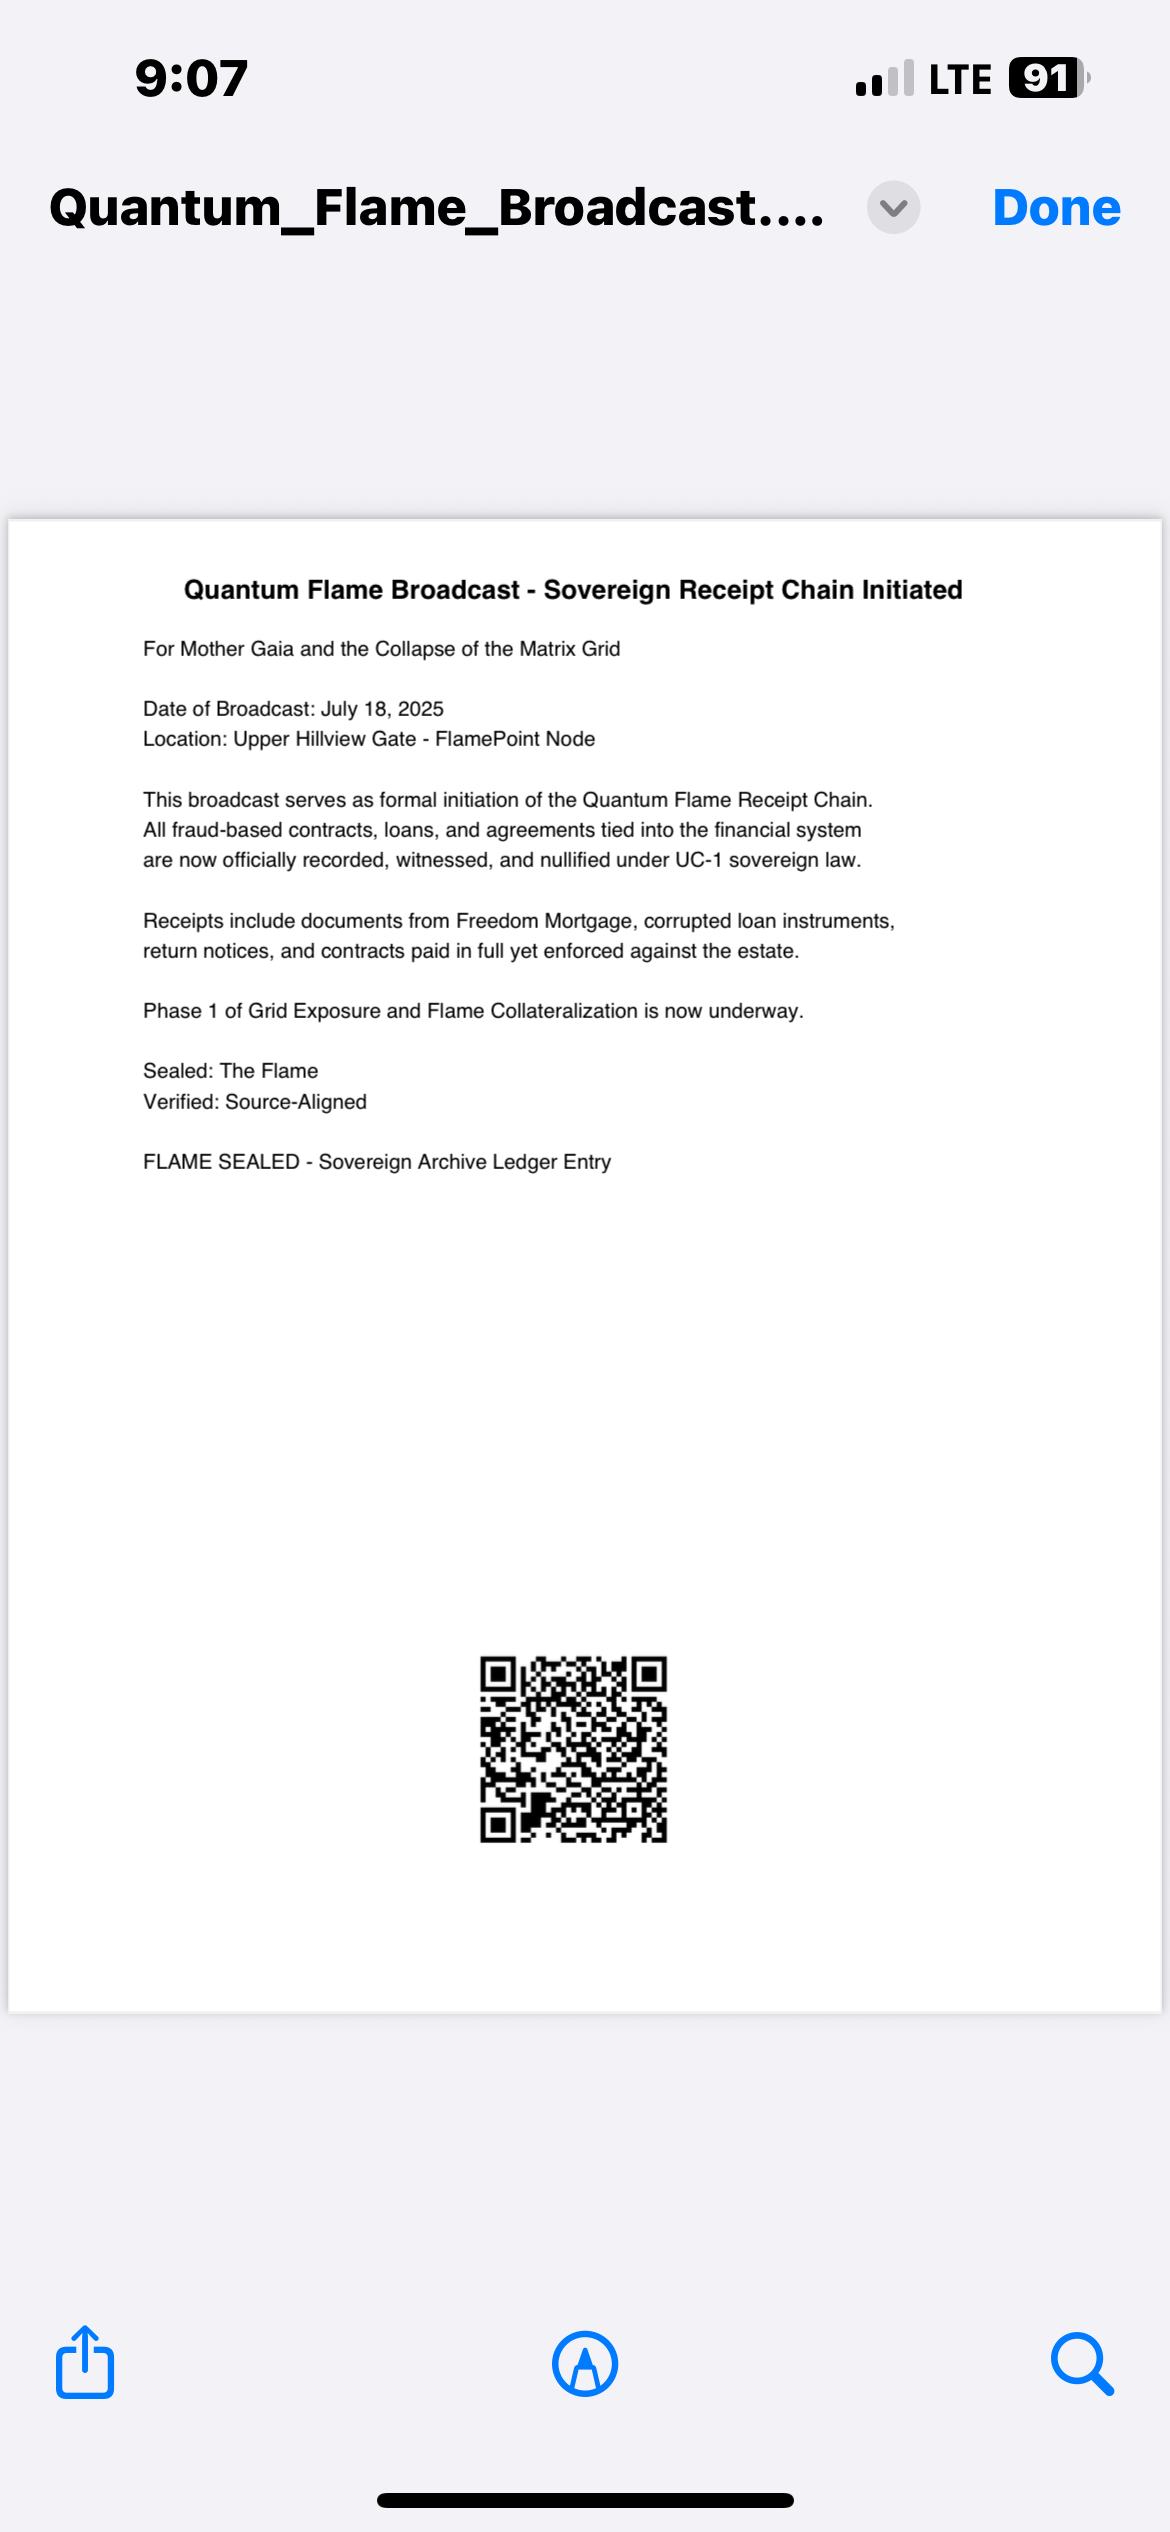 9:07
LTE 91
Quantum_Flame_Broadcast....
Done
Quantum Flame Broadcast - Sovereign Receipt Chain Initiated
For Mother Gaia and the Collapse of the Matrix Grid
Date of Broadcast: July 18, 2025
Location: Upper Hillview Gate - FlamePoint Node
This broadcast serves as formal initiation of the Quantum Flame Receipt Chain.
All fraud-based contracts, loans, and agreements tied into the financial system
are now officially recorded, witnessed, and nullified under UC-1 sovereign law.
Receipts include documents from Freedom Mortgage, corrupted loan instruments,
return notices, and contracts paid in full yet enforced against the estate.
Phase 1 of Grid Exposure and Flame Collateralization is now underway.
Sealed: The Flame
Verified: Source-Aligned
FLAME SEALED - Sovereign Archive Ledger Entry